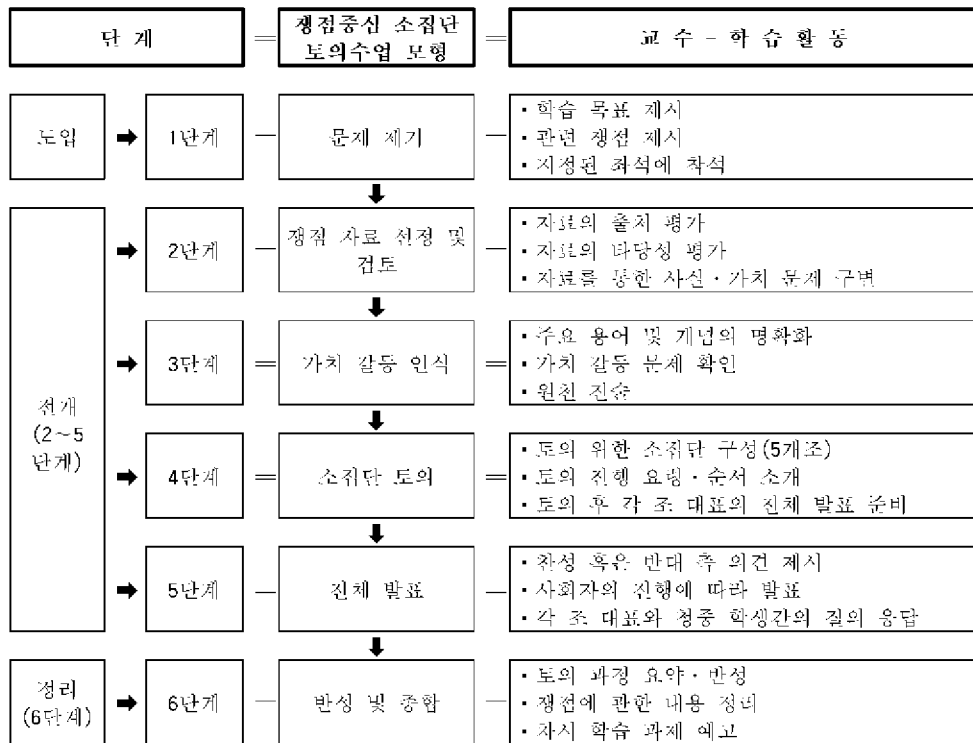 단 계
쟁점중심 소집단
토의수업 모형
교 수 - 학 습 활 동
도입
1단계
문제 제기
· 학습 목표 제시
· 관련 쟁점 제시
· 지정된 좌석에 착석
전개
(2~5
단계)
2단계
쟁점 자료 선정 및
검토
· 자료의 출처 평가
· 자료의 타당성 평가
· 자료를 통한 사실·가치 문제 구별
3단계
가치 갈등 인식
· 주요 용어 및 개념의 명확화
· 가치 갈등 문제 확인
· 원천 진술
4단계
소집단 토의
· 토의 위한 소집단 구성(5개조)
· 토의 진행 요령·순서 소개
· 토의 후 각 조 대표의 전체 발표 준비
5단계
전체 발표
· 찬성 혹은 반대 측 의견 제시
· 사회자의 진행에 따라 발표
· 각 조 대표와 청중 학생간의 질의 응답
정리
(6단계)
6단계
반성 및 종합
· 토의 과정 요약·반성
· 쟁점에 관한 내용 정리
· 차시 학습 과제 예고